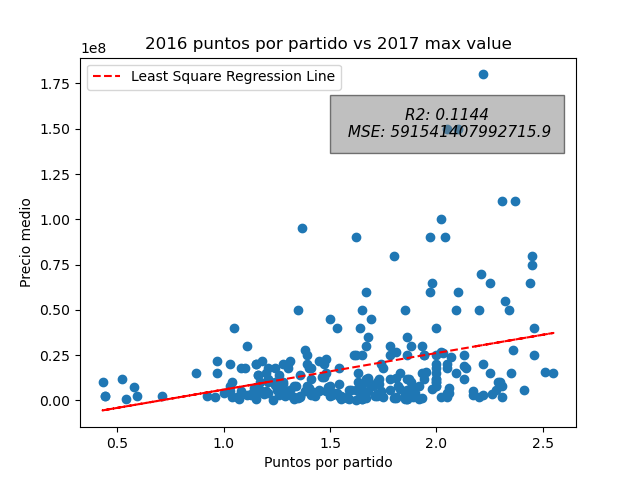 2016 puntos por partido vs 2017 max value
1e8
Least Square Regression Line
R2: 0.1144
MSE: 591541407992715.9
1.75
1.50
1.25
1.00
0.75
0.50
0.25
0.00
Precio medio
0.5 1.0 1.5 2.0 2.5
Puntos por partido